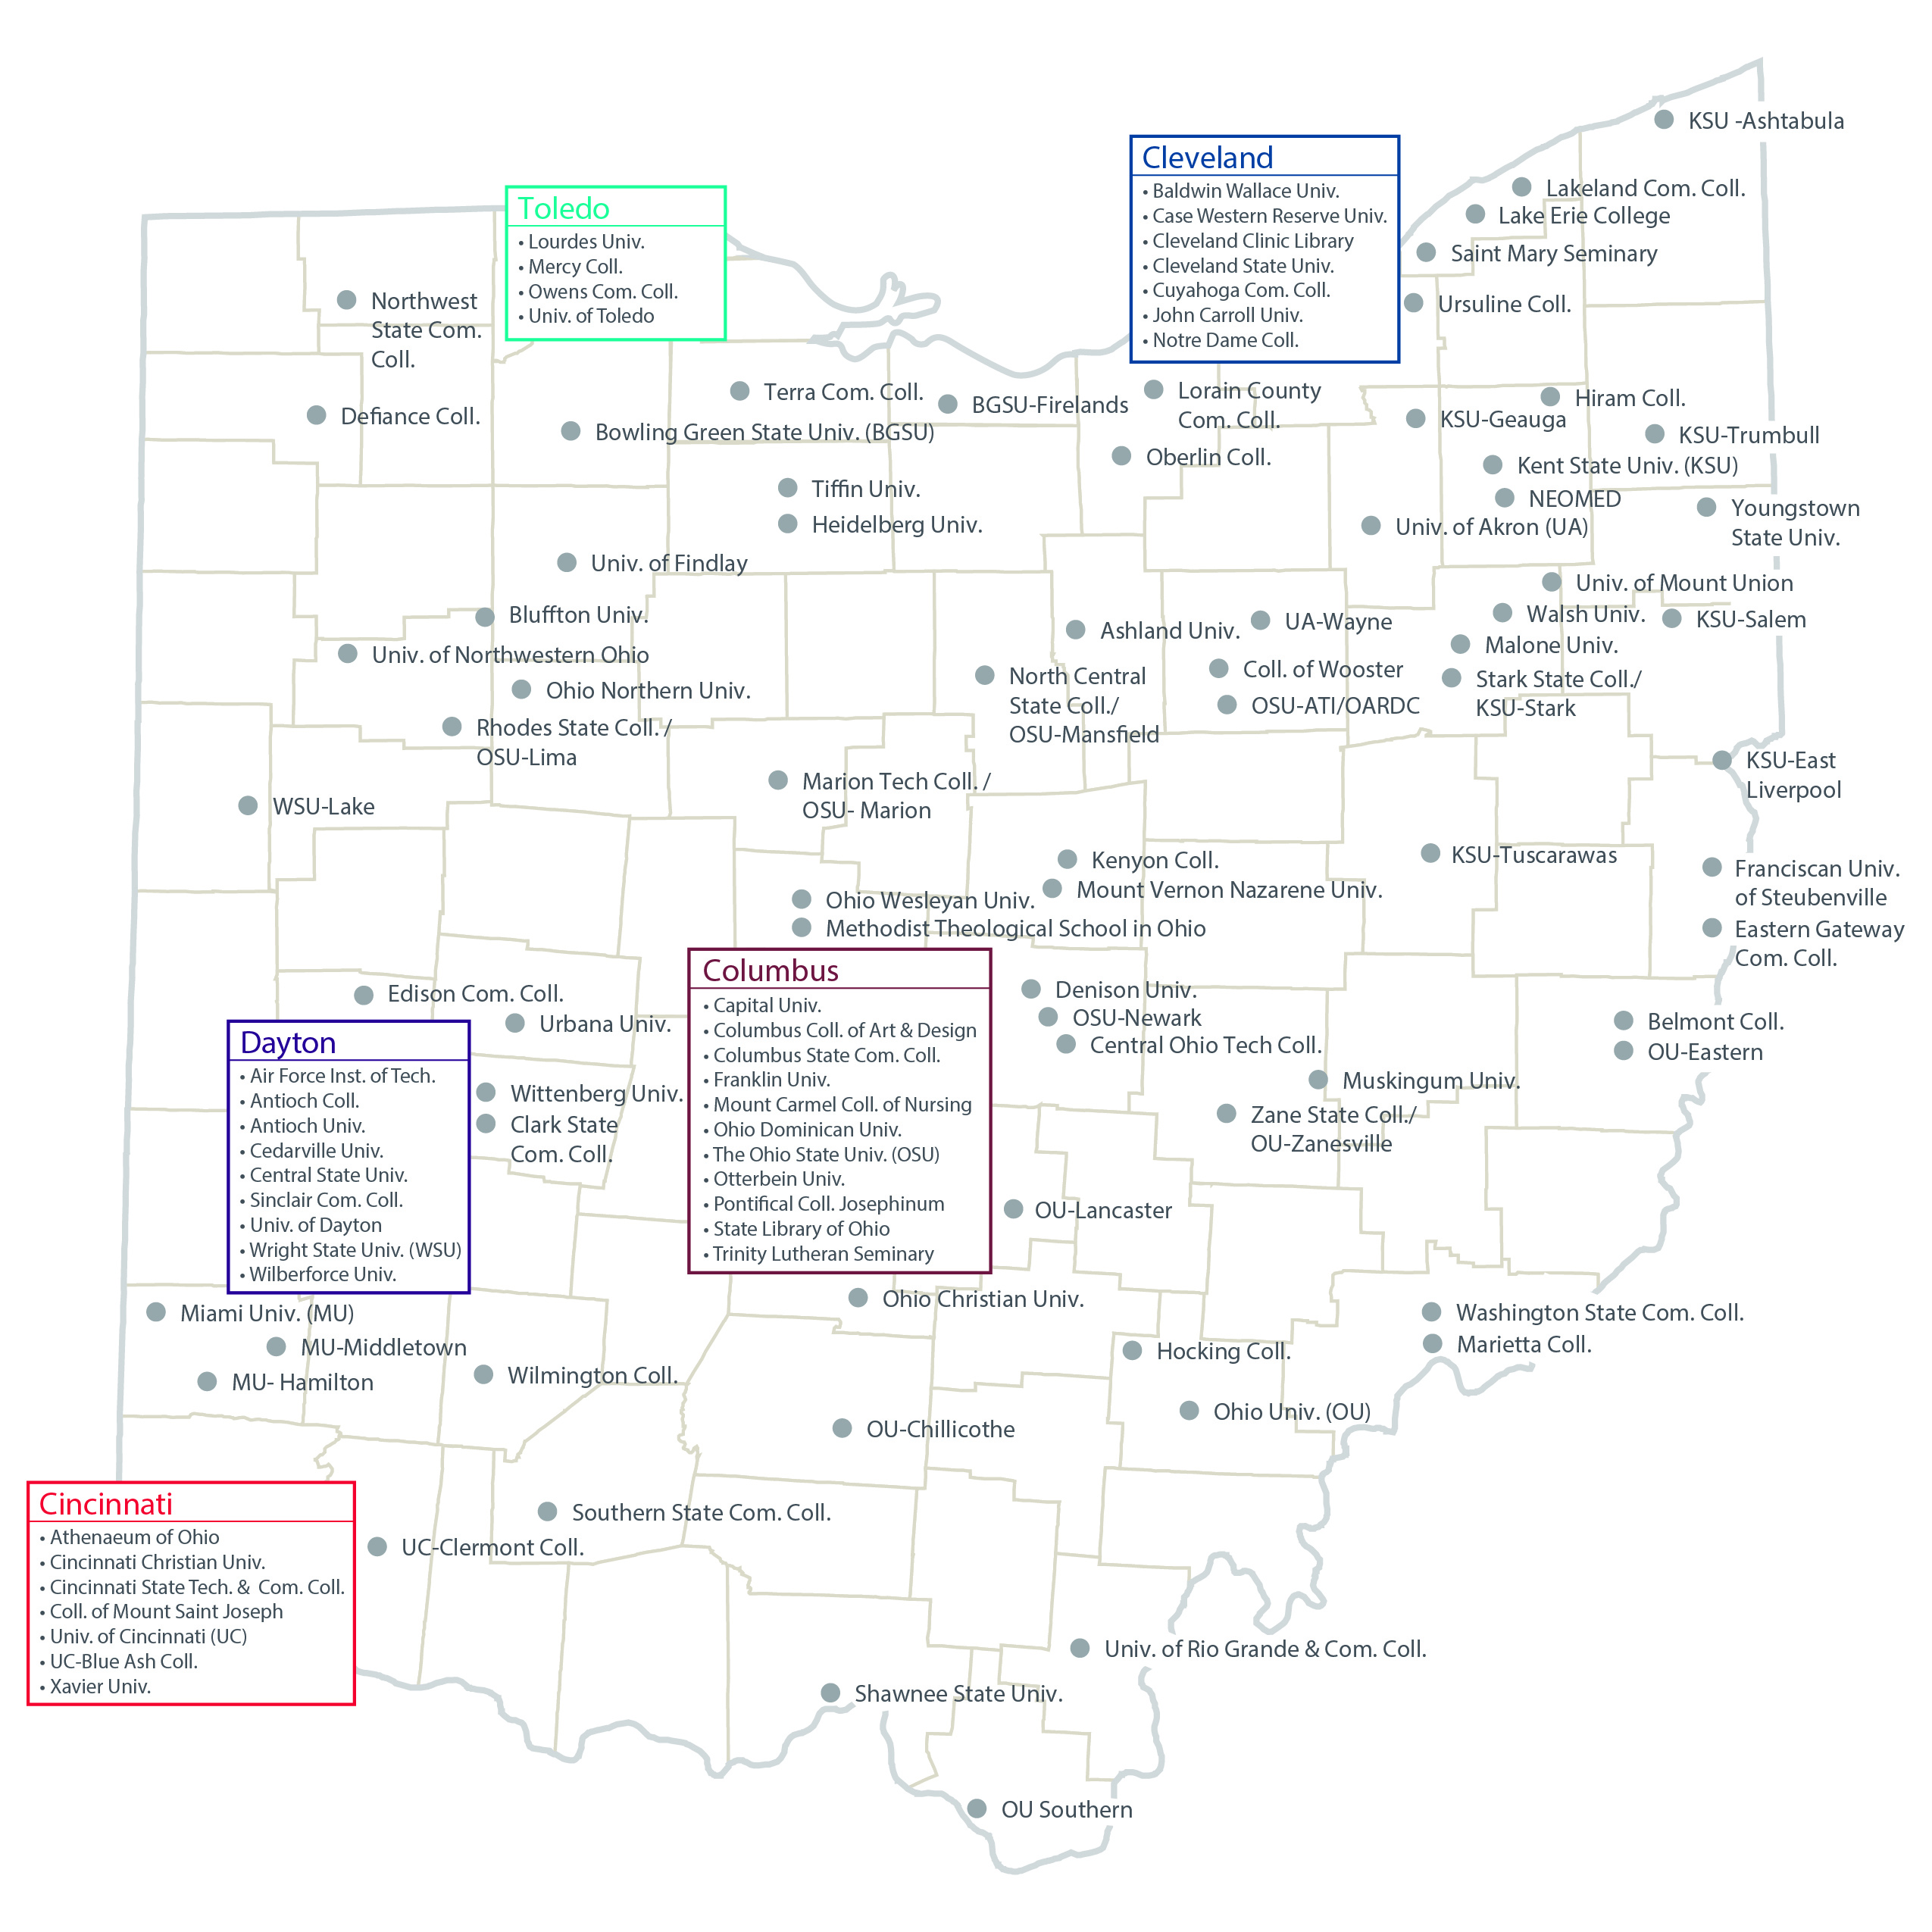 KSU -Ashtabula
Cleveland
• Baldwin Wallace Univ.
• Case Western Reserve Univ.
• Cleveland Clinic Library
• Cleveland State Univ.
• Cuyahoga Com. Coll.
• John Carroll Univ.
• Notre Dame Coll.
Lakeland Com. Coll.
Lake Erie College
Saint Mary Seminary
Ursuline Coll.
Toledo
• Lourdes Univ.
• Mercy Coll.
• Owens Com. Coll.
• Univ. of Toledo
Northwest
State Com.
Coll.
Defiance Coll.
Terra Com. Coll.
Bowling Green State Univ. (BGSU)
BGSU-Firelands
Lorain County
Com. Coll.
Oberlin Coll.
Hiram Coll.
KSU-Geauga
KSU-Trumbull
Kent State Univ. (KSU)
NEOMED
Univ. of Akron (UA)
Youngstown
State Univ.
Tiffin Univ.
Heidelberg Univ.
Univ. of Findlay
Bluffton Univ.
Univ. of Northwestern Ohio
Ohio Northern Univ.
Rhodes State Coll. /
OSU-Lima
Ashland Univ.
UA-Wayne
North Central
State Coll./
OSU-Mansfield
Coll. of Wooster
OSU-ATI/OARDC
Univ. of Mount Union
Walsh Univ.
KSU-Salem
Malone Univ.
Stark State Coll./
KSU-Stark
WSU-Lake
Marion Tech Coll. /
OSU- Marion
KSU-East
Liverpool
Kenyon Coll.
Mount Vernon Nazarene Univ.
KSU-Tuscarawas
Franciscan Univ.
of Steubenville
Eastern Gateway
Com. Coll.
Ohio Wesleyan Univ.
Methodist Theological School in Ohio
Columbus
• Capital Univ.
• Columbus Coll. of Art & Design
• Columbus State Com. Coll.
• Franklin Univ.
• Mount Carmel Coll. of Nursing
• Ohio Dominican Univ.
• The Ohio State Univ. (OSU)
• Otterbein Univ.
• Pontifical Coll. Josephinum
• State Library of Ohio
• Trinity Lutheran Seminary
Edison Com. Coll.
Urbana Univ.
Dayton
• Air Force Inst. of Tech.
• Antioch Coll.
• Antioch Univ.
• Cedarville Univ.
• Central State Univ.
• Sinclair Com. Coll.
• Univ. of Dayton
• Wright State Univ. (WSU)
• Wilberforce Univ.
Wittenberg Univ.
Clark State
Com. Coll.
Denison Univ.
OSU-Newark
Central Ohio Tech Coll.
Belmont Coll.
OU-Eastern
Muskingum Univ.
Zane State Coll./
OU-Zanesville
OU-Lancaster
Ohio Christian Univ.
Miami Univ. (MU)
MU-Middletown
MU- Hamilton
Wilmington Coll.
Washington State Com. Coll.
Marietta Coll.
Hocking Coll.
Ohio Univ. (OU)
OU-Chillicothe
Cincinnati
• Athenaeum of Ohio
• Cincinnati Christian Univ.
• Cincinnati State Tech. & Com. Coll.
• Coll. of Mount Saint Joseph
• Univ. of Cincinnati (UC)
• UC-Blue Ash Coll.
• Xavier Univ.
Southern State Com. Coll.
UC-Clermont Coll.
Univ. of Rio Grande & Com. Coll.
Shawnee State Univ.
OU Southern